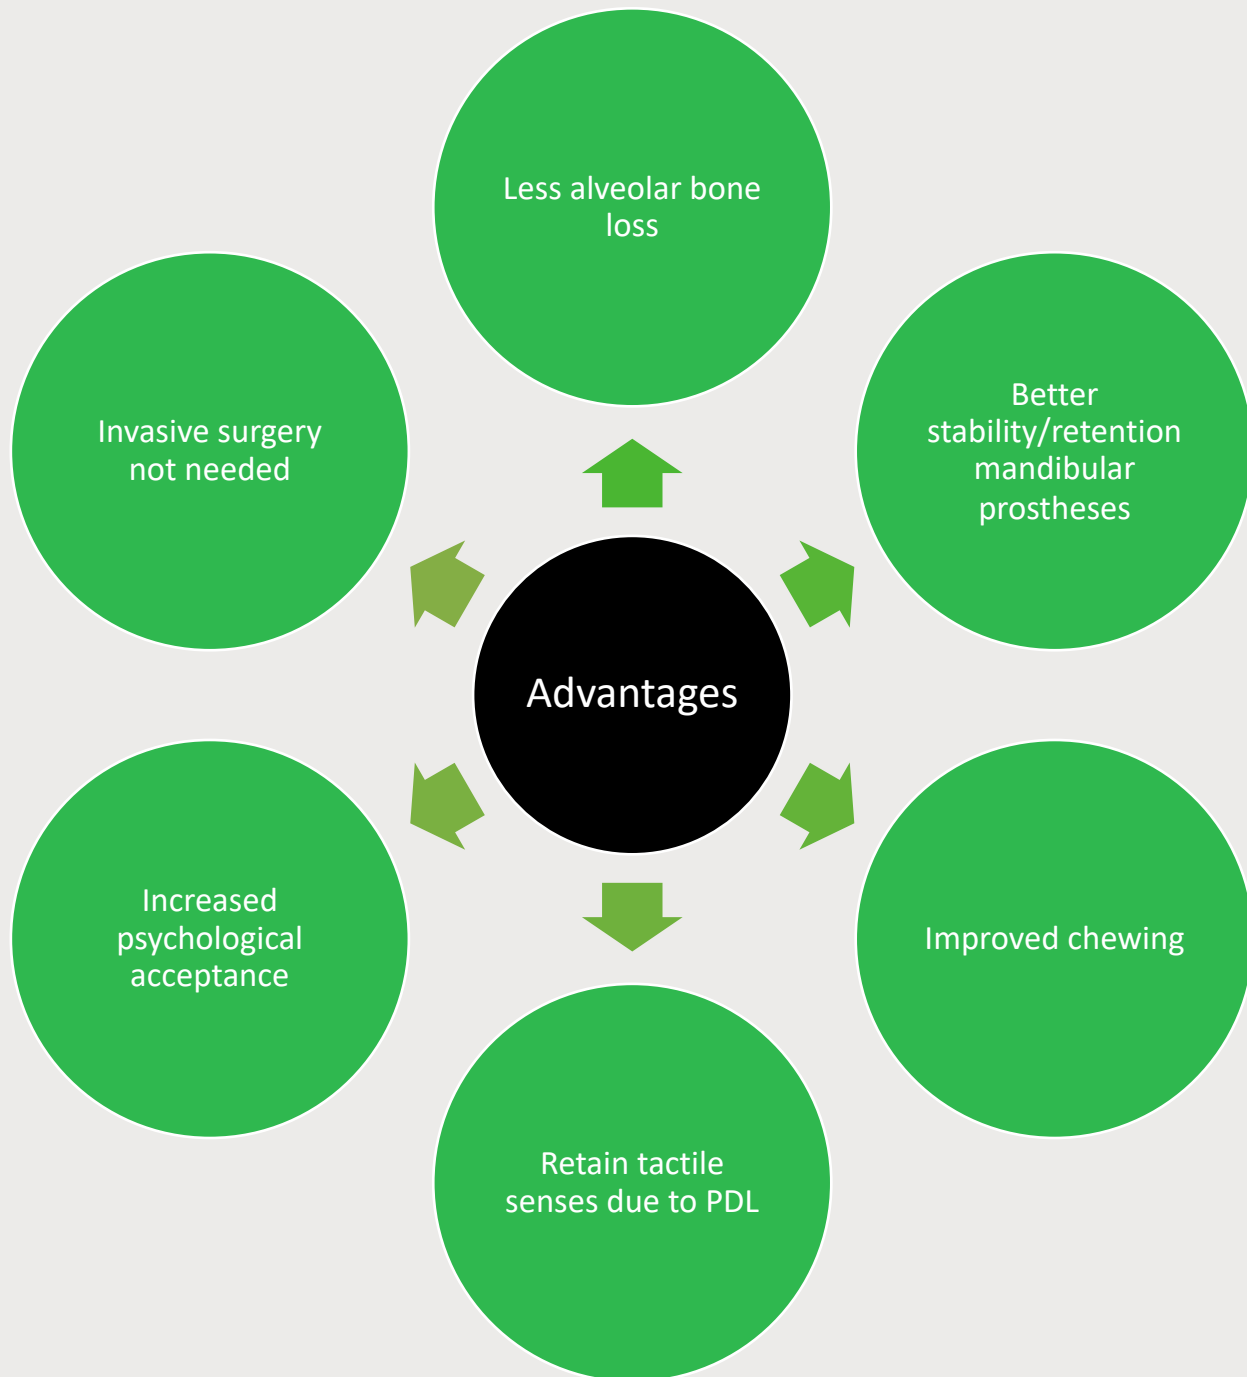 Less alveolar bone
loss
Better
stability/retention
mandibular
prostheses
Improved chewing
Retain tactile
senses due to PDL
Increased
psychological
acceptance
Invasive surgery
not needed
Advantages